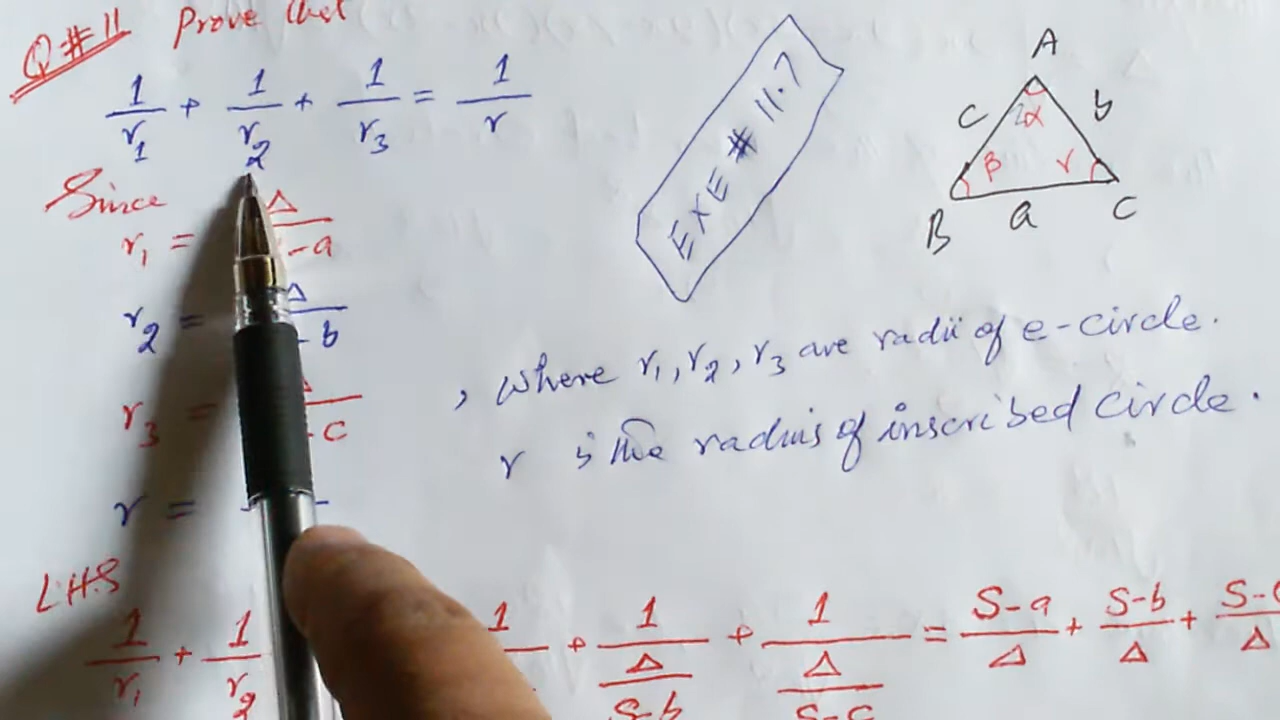 Q#11 Prove that
1/r1 + 1/r2 + 1/r3 = 1/r
Since
r1 = Δ/-a
r2 = Δ/-b
r3 = Δ/-c
r =
EXE # 11.7
A
c α b
β γ
B a C
, where r1, r2, r3 are radii of e-circle.
r is the radius of inscribed circle.
L.H.S
1/r1 + 1/r2 1 + 1/(Δ/(S-b)) + 1/(Δ/(S-c)) = S-a/Δ + S-b/Δ + S-/Δ